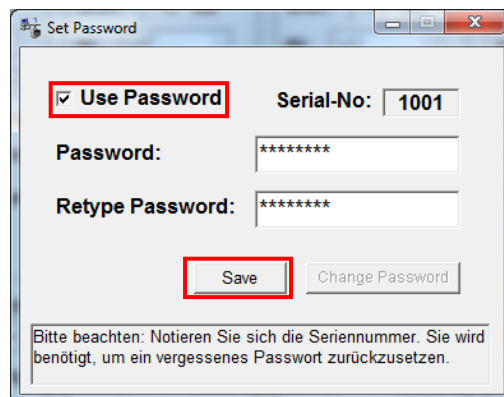 Set Password
Use Password
Serial-No: 1001
Password: ********
Retype Password: ********
Save Change Password
Bitte beachten: Notieren Sie sich die Seriennummer. Sie wird
benötigt, um ein vergessenes Passwort zurückzusetzen.